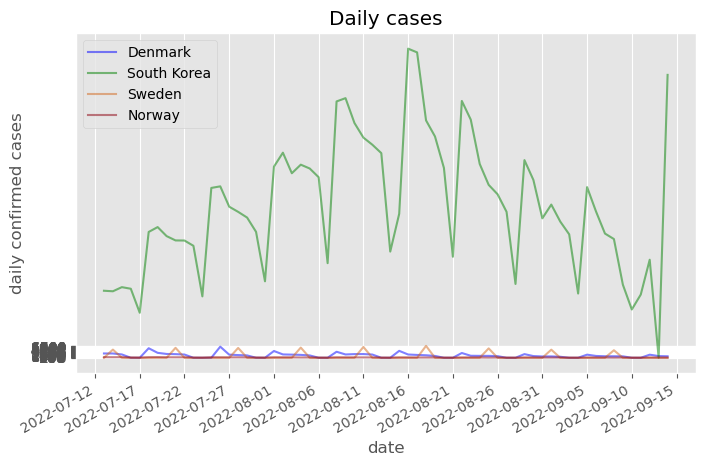 Daily cases
Denmark
South Korea
Sweden
Norway
daily confirmed cases
2022-07-12
2022-07-17
2022-07-22
2022-07-27
2022-08-01
2022-08-06
2022-08-11
2022-08-16
2022-08-21
2022-08-26
2022-08-31
2022-09-05
2022-09-10
2022-09-15
date